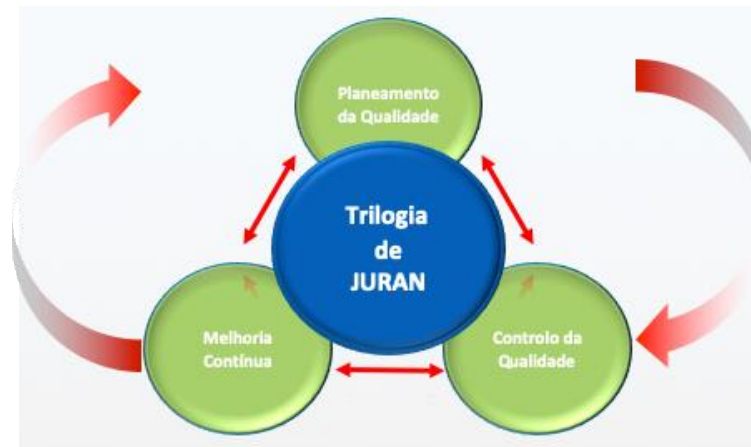 Planeamento
da Qualidade
Trilogia
de
JURAN
Melhoria
Contínua
Controlo da
Qualidade